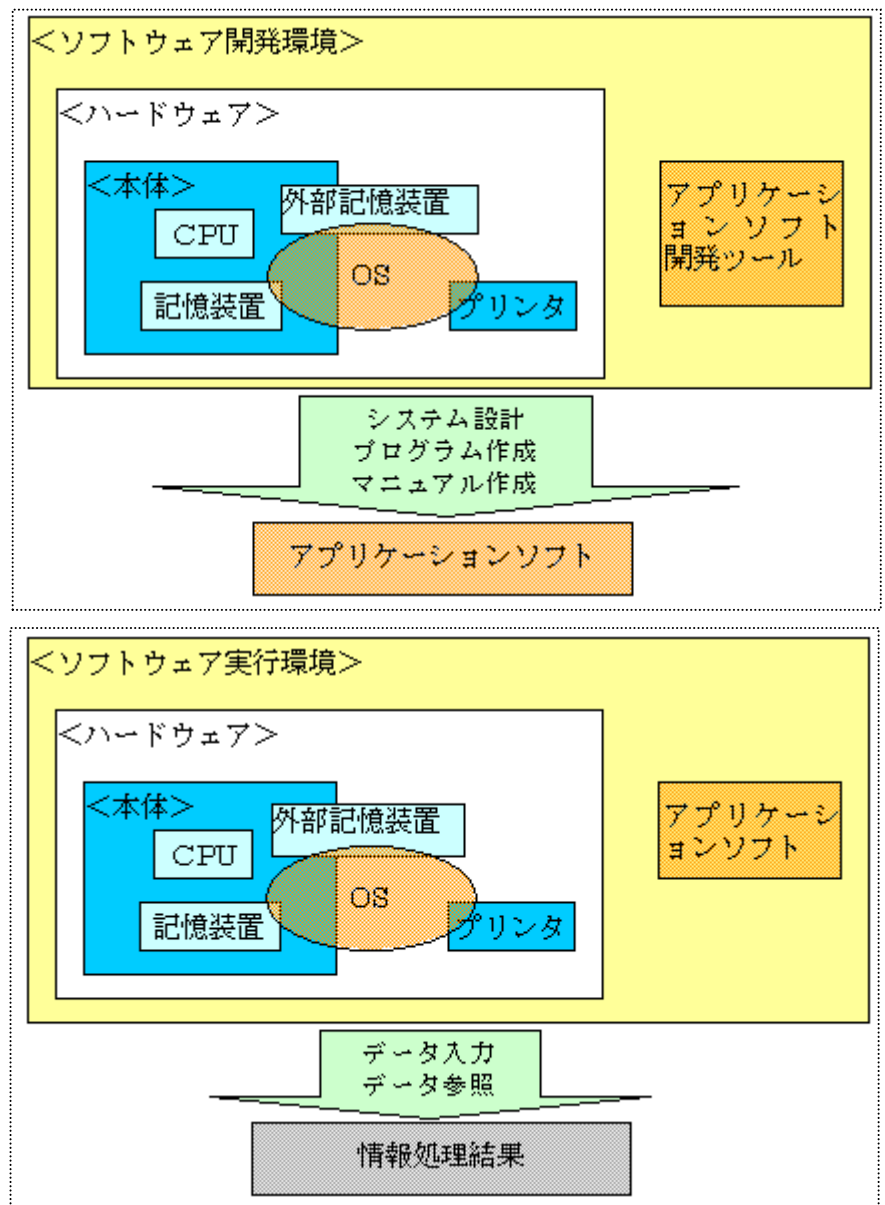 ＜ソフトウェア開発環境＞
＜ハードウェア＞
＜本体＞
外部記憶装置
CPU
OS
記憶装置
プリンタ
アプリケーシ
ョンソフト
開発ツール
システム設計
プログラム作成
マニュアル作成
アプリケーションソフト
＜ソフトウェア実行環境＞
＜ハードウェア＞
＜本体＞
外部記憶装置
CPU
OS
記憶装置
プリンタ
アプリケーシ
ョンソフト
データ入力
データ参照
情報処理結果